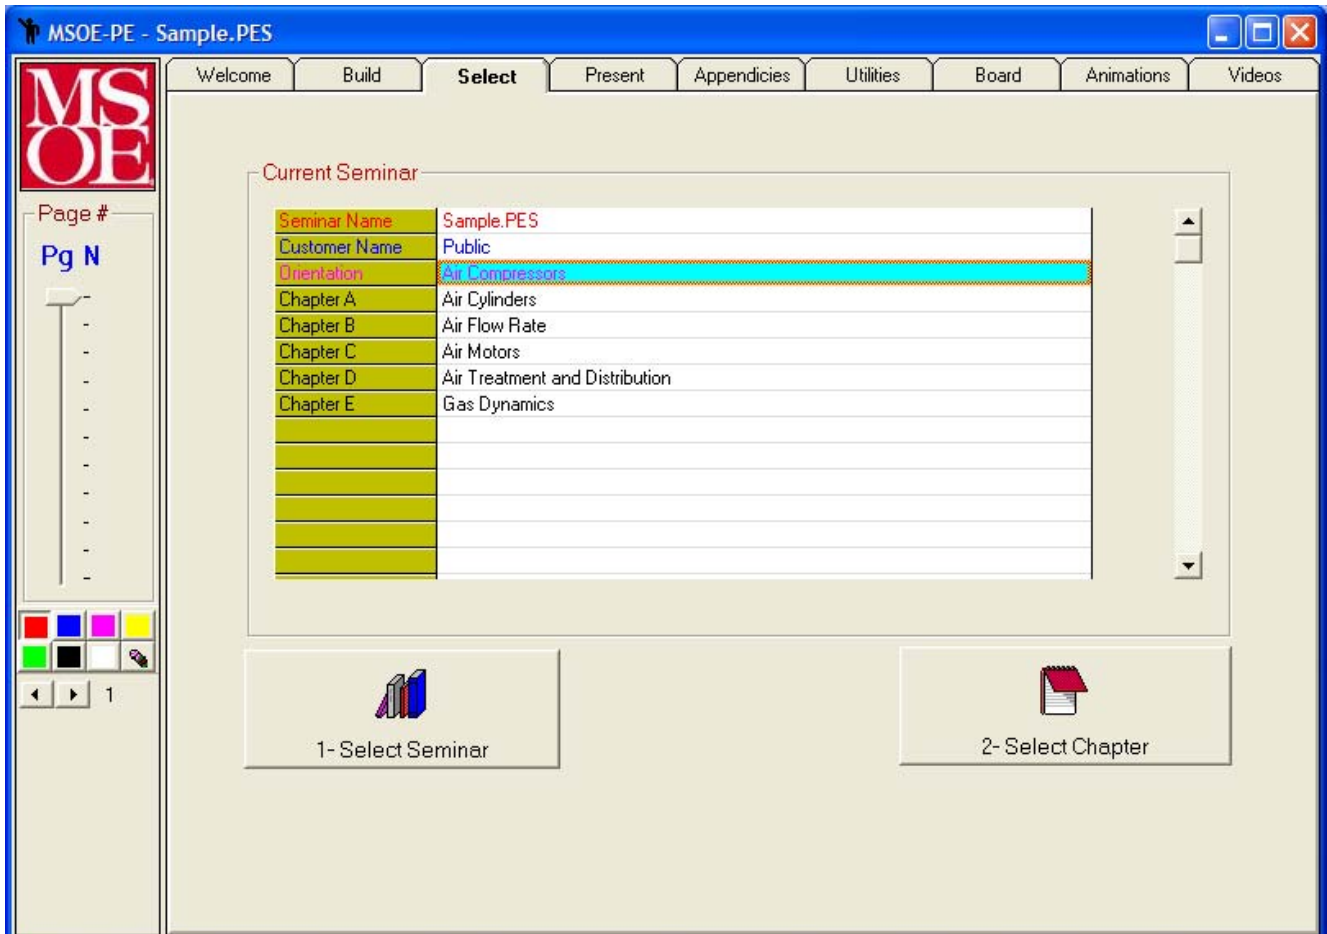 MSOE-PE - Sample.PES
MS
OE
Welcome Build Select Present Appendicies Utilities Board Animations Videos
Page #
Pg N
Current Seminar
Seminar Name Sample.PES
Customer Name Public
Orientation Air Compressors
Chapter A Air Cylinders
Chapter B Air Flow Rate
Chapter C Air Motors
Chapter D Air Treatment and Distribution
Chapter E Gas Dynamics
1
1- Select Seminar
2- Select Chapter